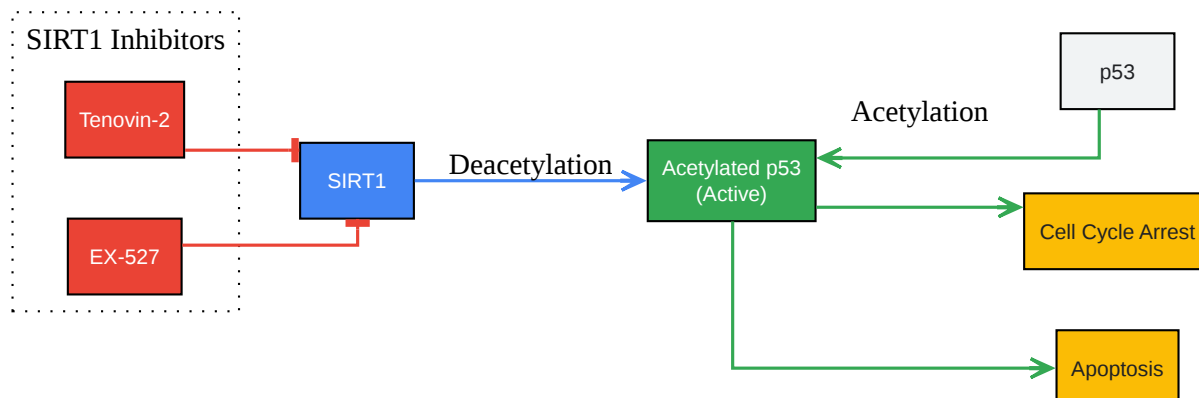 SIRT1 Inhibitors
Tenovin-2
EX-527
SIRT1
Deacetylation
Acetylated p53
(Active)
Acetylation
p53
Cell Cycle Arrest
Apoptosis